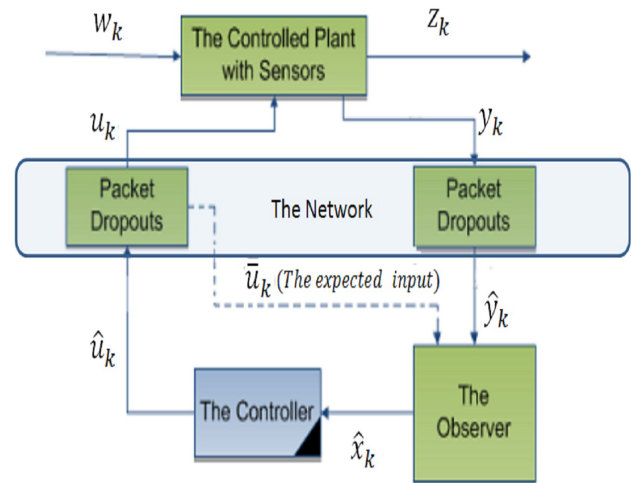 w_k
The Controlled Plant
with Sensors
z_k
u_k
y_k
Packet
Dropouts
The Network
Packet
Dropouts
ū_k (The expected input)
ŷ_k
û_k
The Controller
The
Observer
x̂_k